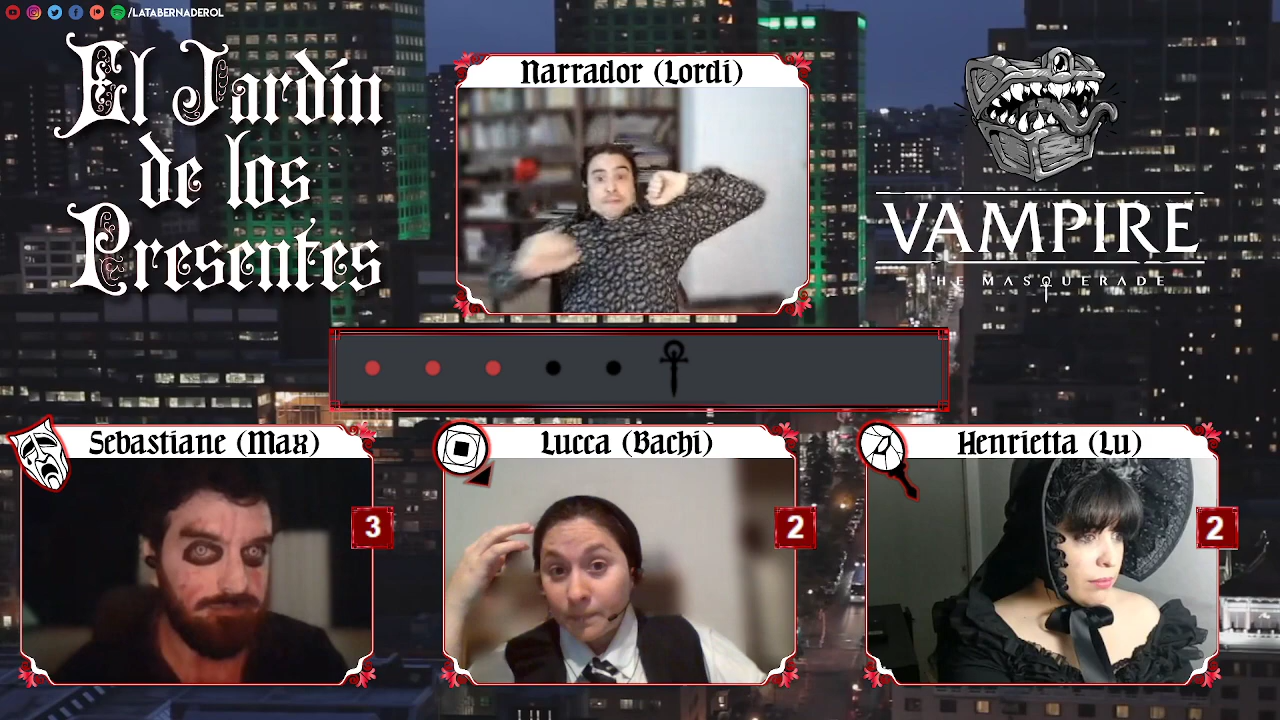 /LATABERNADEROL
El Jardín
de los
Presentes
Narrador (Lordi)
VAMPIRE
THE MASQUERADE
Sebastiane (Max)
3
Lucca (Bachi)
2
Henrietta (Lu)
2